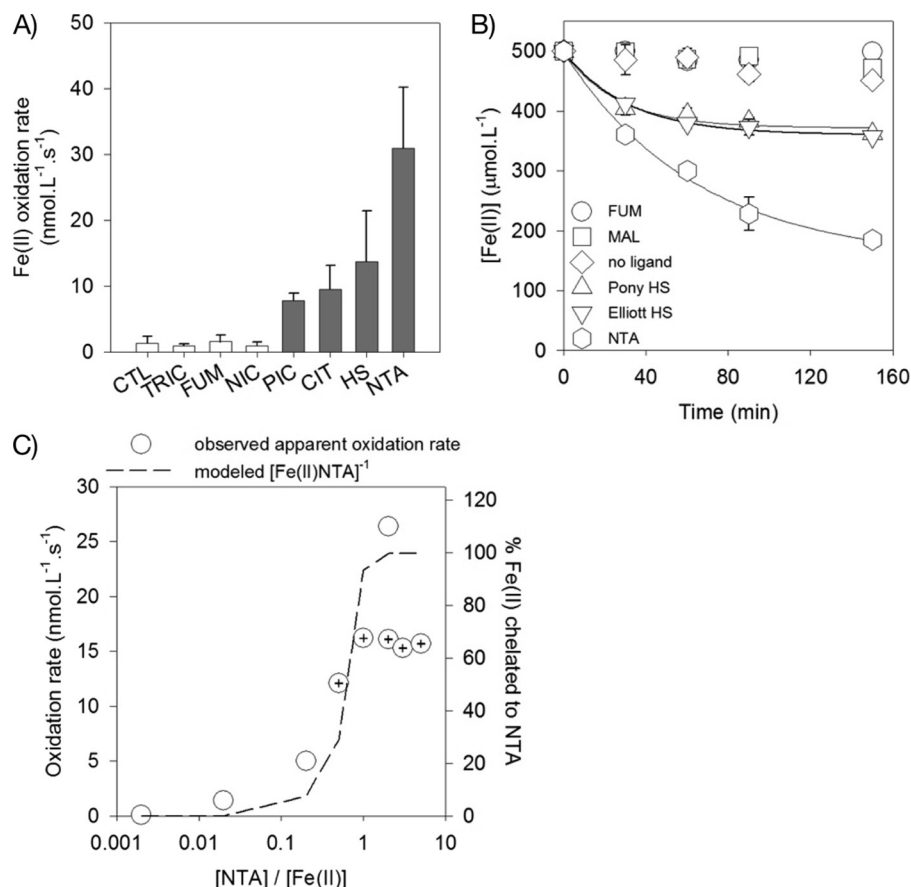 A)
Fe(II) oxidation rate
(nmol.L⁻¹.s⁻¹)
50
40
30
20
10
0
CTL
TRIC
FUM
NIC
PIC
CIT
HS
NTA
B)
[Fe(II)] (μmol.L⁻¹)
500
400
300
200
100
0
FUM
MAL
no ligand
Pony HS
Elliott HS
NTA
0 40 80 120 160
Time (min)
C)
observed apparent oxidation rate
modeled [Fe(II)NTA]⁻¹
Oxidation rate (nmol.L⁻¹.s⁻¹)
30
25
20
15
10
5
0
120
100
80
60
40
20
0
% Fe(II) chelated to NTA
0.001 0.01 0.1 1 10
[NTA] / [Fe(II)]